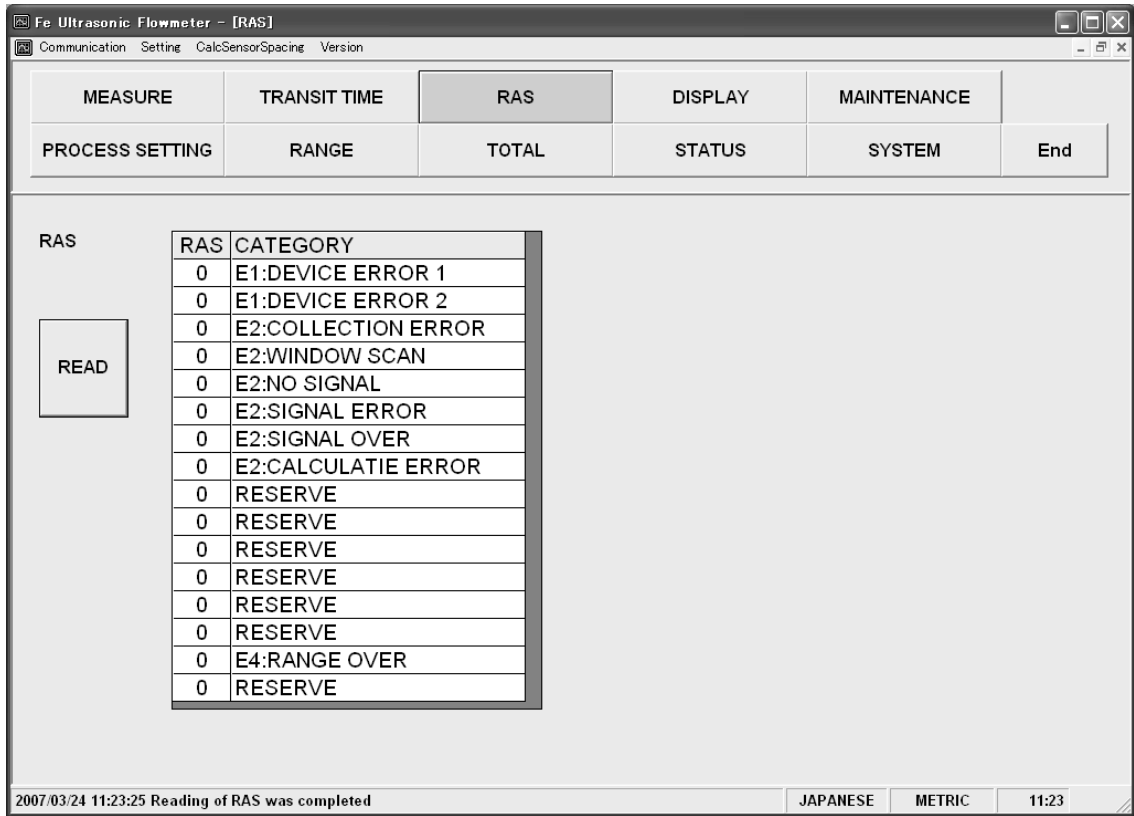 Fe Ultrasonic Flowmeter - [RAS]
Communication Setting CalcSensorSpacing Version
MEASURE TRANSIT TIME RAS DISPLAY MAINTENANCE
PROCESS SETTING RANGE TOTAL STATUS SYSTEM End
RAS
READ
RAS CATEGORY
0 E1:DEVICE ERROR 1
0 E1:DEVICE ERROR 2
0 E2:COLLECTION ERROR
0 E2:WINDOW SCAN
0 E2:NO SIGNAL
0 E2:SIGNAL ERROR
0 E2:SIGNAL OVER
0 E2:CALCULATIE ERROR
0 RESERVE
0 RESERVE
0 RESERVE
0 RESERVE
0 RESERVE
0 RESERVE
0 E4:RANGE OVER
0 RESERVE
2007/03/24 11:23:25 Reading of RAS was completed JAPANESE METRIC 11:23